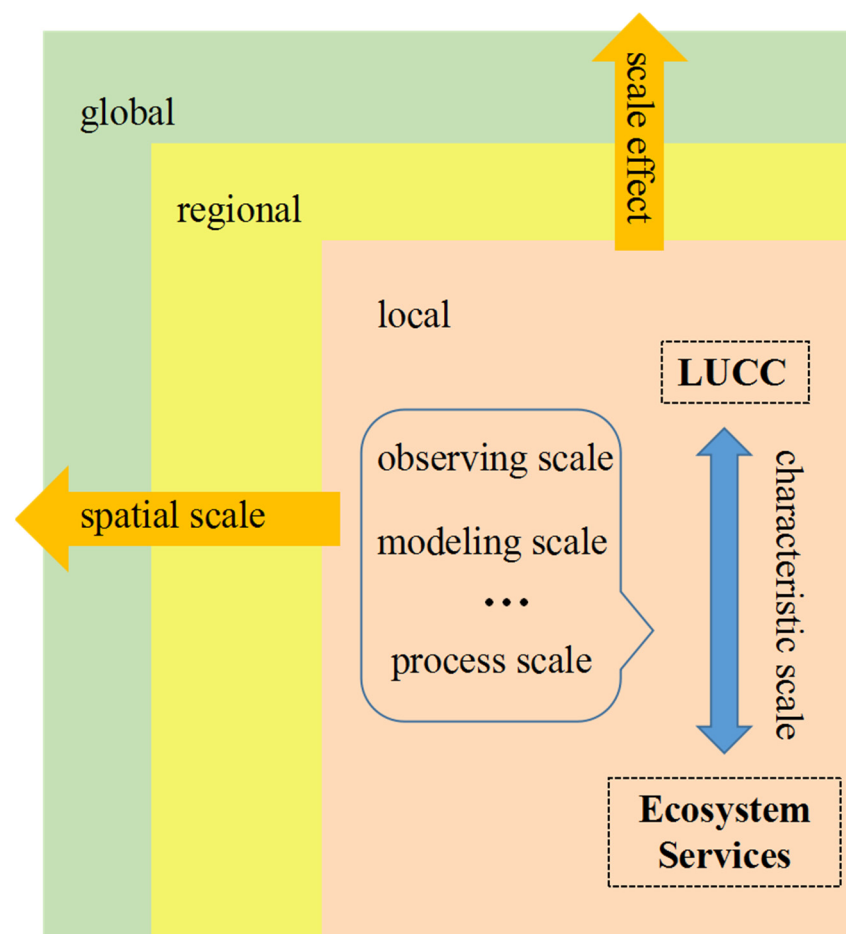 scale effect
global
regional
local
LUCC
observing scale
spatial scale
modeling scale
...
process scale
characteristic scale
Ecosystem
Services